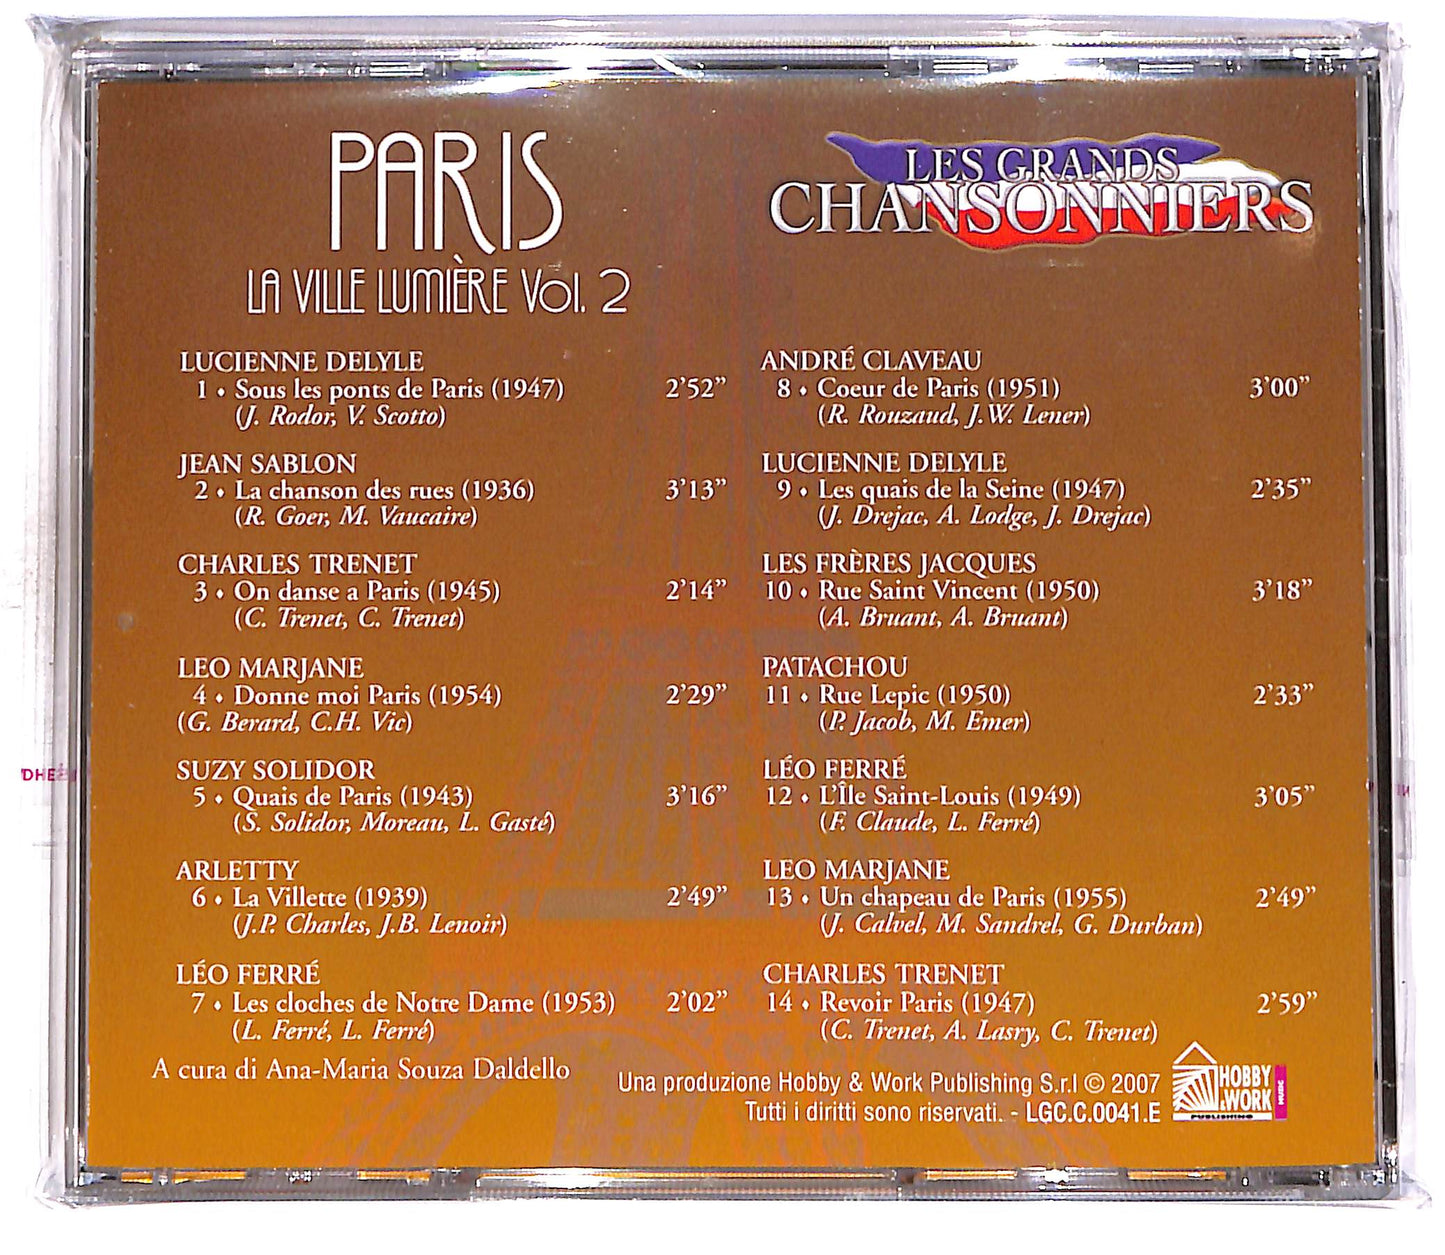 PARIS
LA VILLE LUMIÈRE Vol. 2
LES GRANDS
CHANSONNIERS
LUCIENNE DELYLE
1 • Sous les ponts de Paris (1947) 2’52”
(J. Rodor, V. Scotto)
JEAN SABLON
2 • La chanson des rues (1936) 3’13”
(R. Goer, M. Vaucaire)
CHARLES TRENET
3 • On danse a Paris (1945) 2’14”
(C. Trenet, C. Trenet)
LEO MARJANE
4 • Donne moi Paris (1954) 2’29”
(G. Berard, C.H. Vic)
SUZY SOLIDOR
5 • Quais de Paris (1943) 3’16”
(S. Solidor, Moreau, L. Gasté)
ARLETTY
6 • La Villette (1939) 2’49”
(J.P. Charles, J.B. Lenoir)
LÉO FERRÉ
7 • Les cloches de Notre Dame (1953) 2’02”
(L. Ferré, L. Ferré)
ANDRÉ CLAVEAU
8 • Coeur de Paris (1951) 3’00”
(R. Rouzaud, J.W. Lener)
LUCIENNE DELYLE
9 • Les quais de la Seine (1947) 2’35”
(J. Drejac, A. Lodge, J. Drejac)
LES FRÈRES JACQUES
10 • Rue Saint Vincent (1950) 3’18”
(A. Bruant, A. Bruant)
PATACHOU
11 • Rue Lepic (1950) 2’33”
(P. Jacob, M. Emer)
LÉO FERRÉ
12 • L’Île Saint-Louis (1949) 3’05”
(F. Claude, L. Ferré)
LEO MARJANE
13 • Un chapeau de Paris (1955) 2’49”
(J. Calvel, M. Sandrel, G. Durban)
CHARLES TRENET
14 • Revoir Paris (1947) 2’59”
(C. Trenet, A. Lasry, C. Trenet)
A cura di Ana-Maria Souza Daldello
Una produzione Hobby & Work Publishing S.r.l © 2007
Tutti i diritti sono riservati. - LGC.C.0041.E
HOBBY
&WORK
PUBLISHING
MUSIC